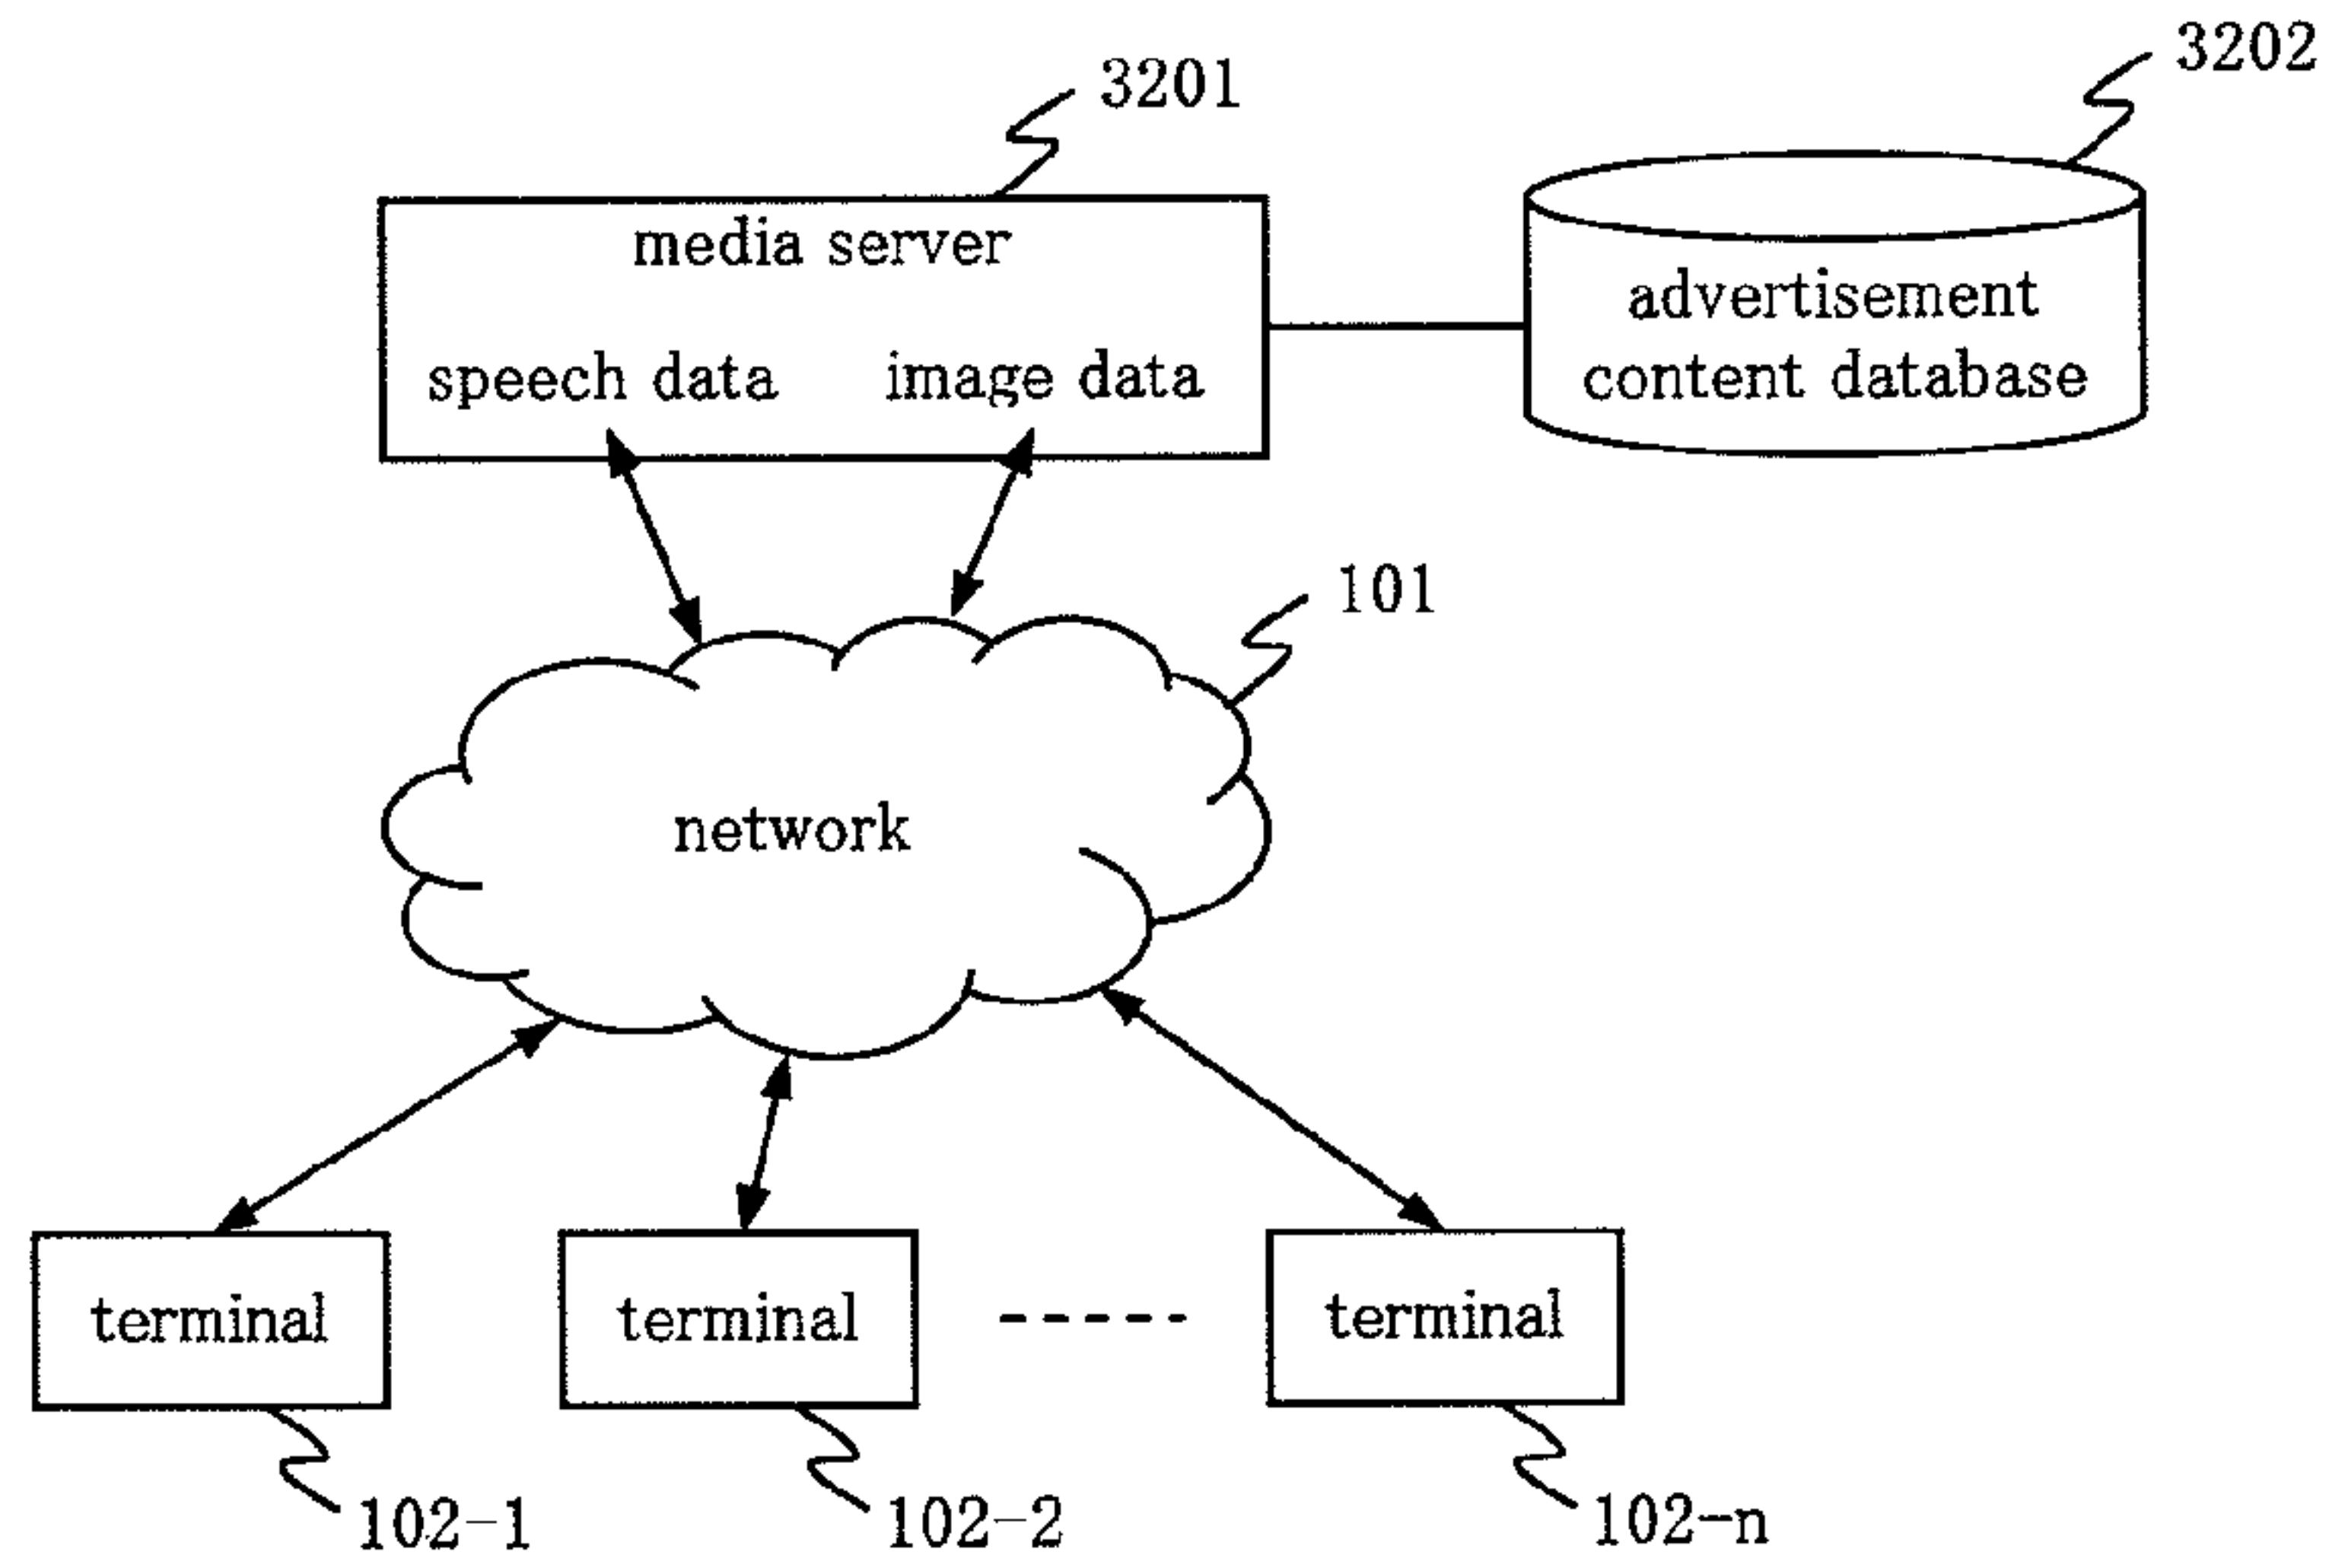 3201
3202
media server
speech data
image data
advertisement
content database
101
network
terminal
terminal
terminal
102-1
102-2
102-n